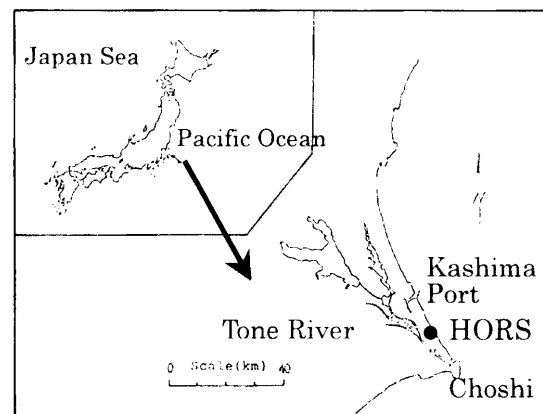 Japan Sea
Pacific Ocean
Kashima
Port
Tone River
HORS
0 Scale(km) 40
Choshi